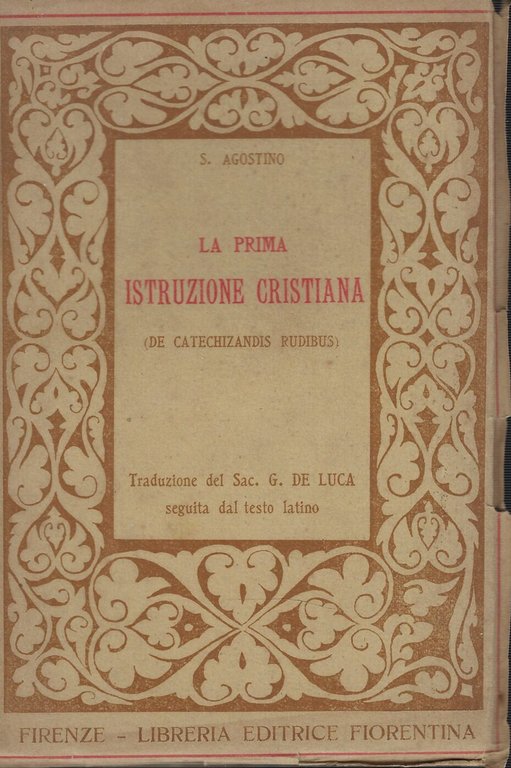 S. AGOSTINO
LA PRIMA
ISTRUZIONE CRISTIANA
(DE CATECHIZANDIS RUDIBUS)
Traduzione del Sac. G. DE LUCA
seguita dal testo latino
FIRENZE - LIBRERIA EDITRICE FIORENTINA